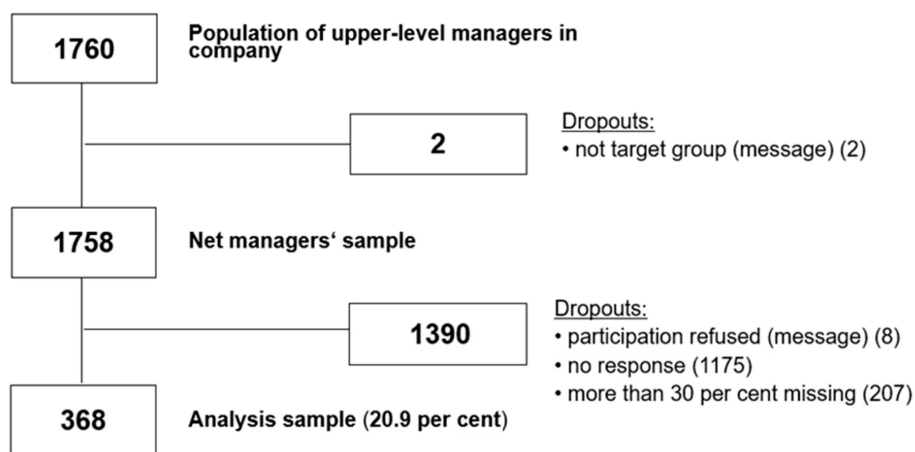 1760
Population of upper-level managers in
company
2
Dropouts:
• not target group (message) (2)
1758
Net managers‘ sample
1390
Dropouts:
• participation refused (message) (8)
• no response (1175)
• more than 30 per cent missing (207)
368
Analysis sample (20.9 per cent)